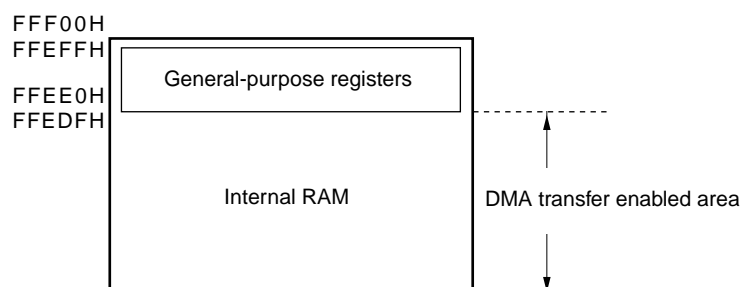 FFF00H
FFEFFH
General-purpose registers
FFEE0H
FFEDFH
Internal RAM
DMA transfer enabled area